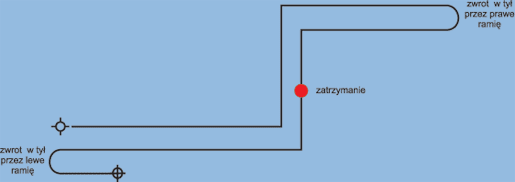 zwrot w tył
przez prawe
ramię
zatrzymanie
zwrot w tył
przez lewe
ramię